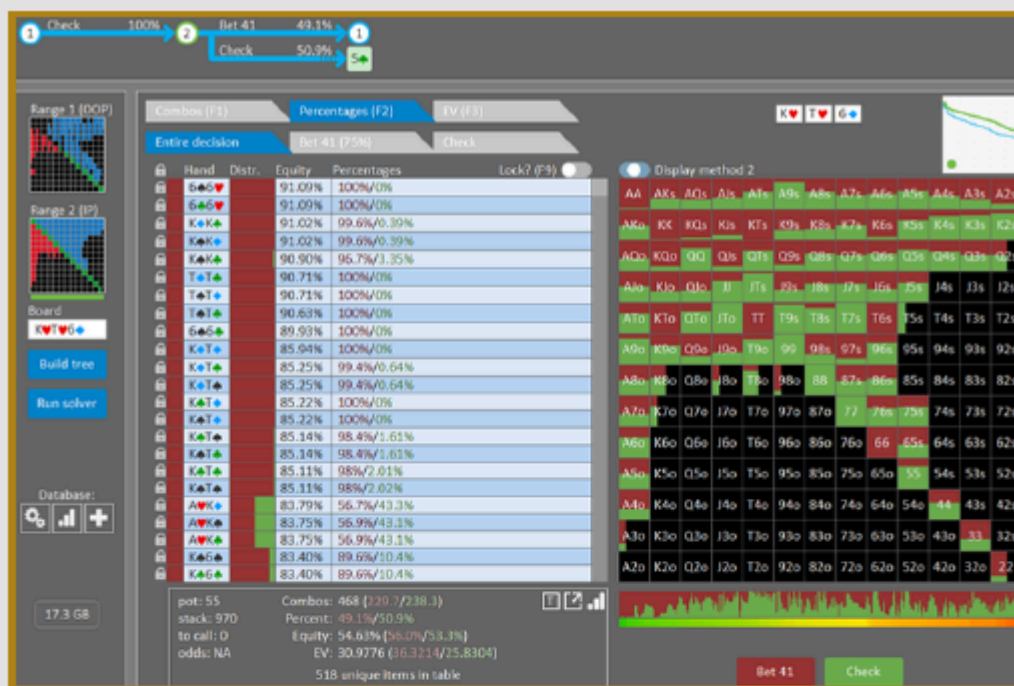 1 Check 100% 2 Bet 41 49.1% 1
Check 50.9% 5♣
Range 1 (OOP)
Range 2 (IP)
Board
K♥T♥6♦
Build tree
Run solver
Database:
17.3 GB
Combos (F1) Percentages (F2) EV (F3)
Entire decision Bet 41 (75%) Check
Hand Distr. Equity Percentages Lock? (F9)
6♠6♥ 91.09% 100%/0%
6♣6♥ 91.09% 100%/0%
K♦K♣ 91.02% 99.6%/0.39%
K♠K♦ 91.02% 99.6%/0.39%
K♠K♣ 90.90% 96.7%/3.35%
T♦T♣ 90.71% 100%/0%
T♠T♦ 90.71% 100%/0%
T♠T♣ 90.63% 100%/0%
6♠6♣ 89.93% 100%/0%
K♦T♦ 85.94% 100%/0%
K♦T♣ 85.25% 99.4%/0.64%
K♦T♠ 85.25% 99.4%/0.64%
K♣T♦ 85.22% 100%/0%
K♠T♦ 85.22% 100%/0%
K♣T♠ 85.14% 98.4%/1.61%
K♠T♣ 85.14% 98.4%/1.61%
K♣T♣ 85.11% 98%/2.01%
K♠T♠ 85.11% 98%/2.02%
A♥K♦ 83.79% 56.7%/43.3%
A♥K♠ 83.75% 56.9%/43.1%
A♥K♣ 83.75% 56.9%/43.1%
K♠6♠ 83.40% 89.6%/10.4%
K♣6♣ 83.40% 89.6%/10.4%
pot: 55 Combos: 468 (229.7/238.3)
stack: 970 Percent: 49.1%/50.9%
to call: 0 Equity: 54.63% (56.0%/53.3%)
odds: NA EV: 30.9776 (36.3214/25.8304)
518 unique items in table
K♥ T♥ 6♦
Display method 2
AA AKs AQs AJs ATs A9s A8s A7s A6s A5s A4s A3s A2s
AKo KK KQs KJs KTs K9s K8s K7s K6s K5s K4s K3s K2s
AQo KQo QQ QJs QTs Q9s Q8s Q7s Q6s Q5s Q4s Q3s Q2s
AJo KJo QJo JJ JTs J9s J8s J7s J6s J5s J4s J3s J2s
ATo KTo QTo JTo TT T9s T8s T7s T6s T5s T4s T3s T2s
A9o K9o Q9o J9o T9o 99 98s 97s 96s 95s 94s 93s 92s
A8o K8o Q8o J8o T8o 98o 88 87s 86s 85s 84s 83s 82s
A7o K7o Q7o J7o T7o 97o 87o 77 76s 75s 74s 73s 72s
A6o K6o Q6o J6o T6o 96o 86o 76o 66 65s 64s 63s 62s
A5o K5o Q5o J5o T5o 95o 85o 75o 65o 55 54s 53s 52s
A4o K4o Q4o J4o T4o 94o 84o 74o 64o 54o 44 43s 42s
A3o K3o Q3o J3o T3o 93o 83o 73o 63o 53o 43o 33 32s
A2o K2o Q2o J2o T2o 92o 82o 72o 62o 52o 42o 32o 22
Bet 41 Check